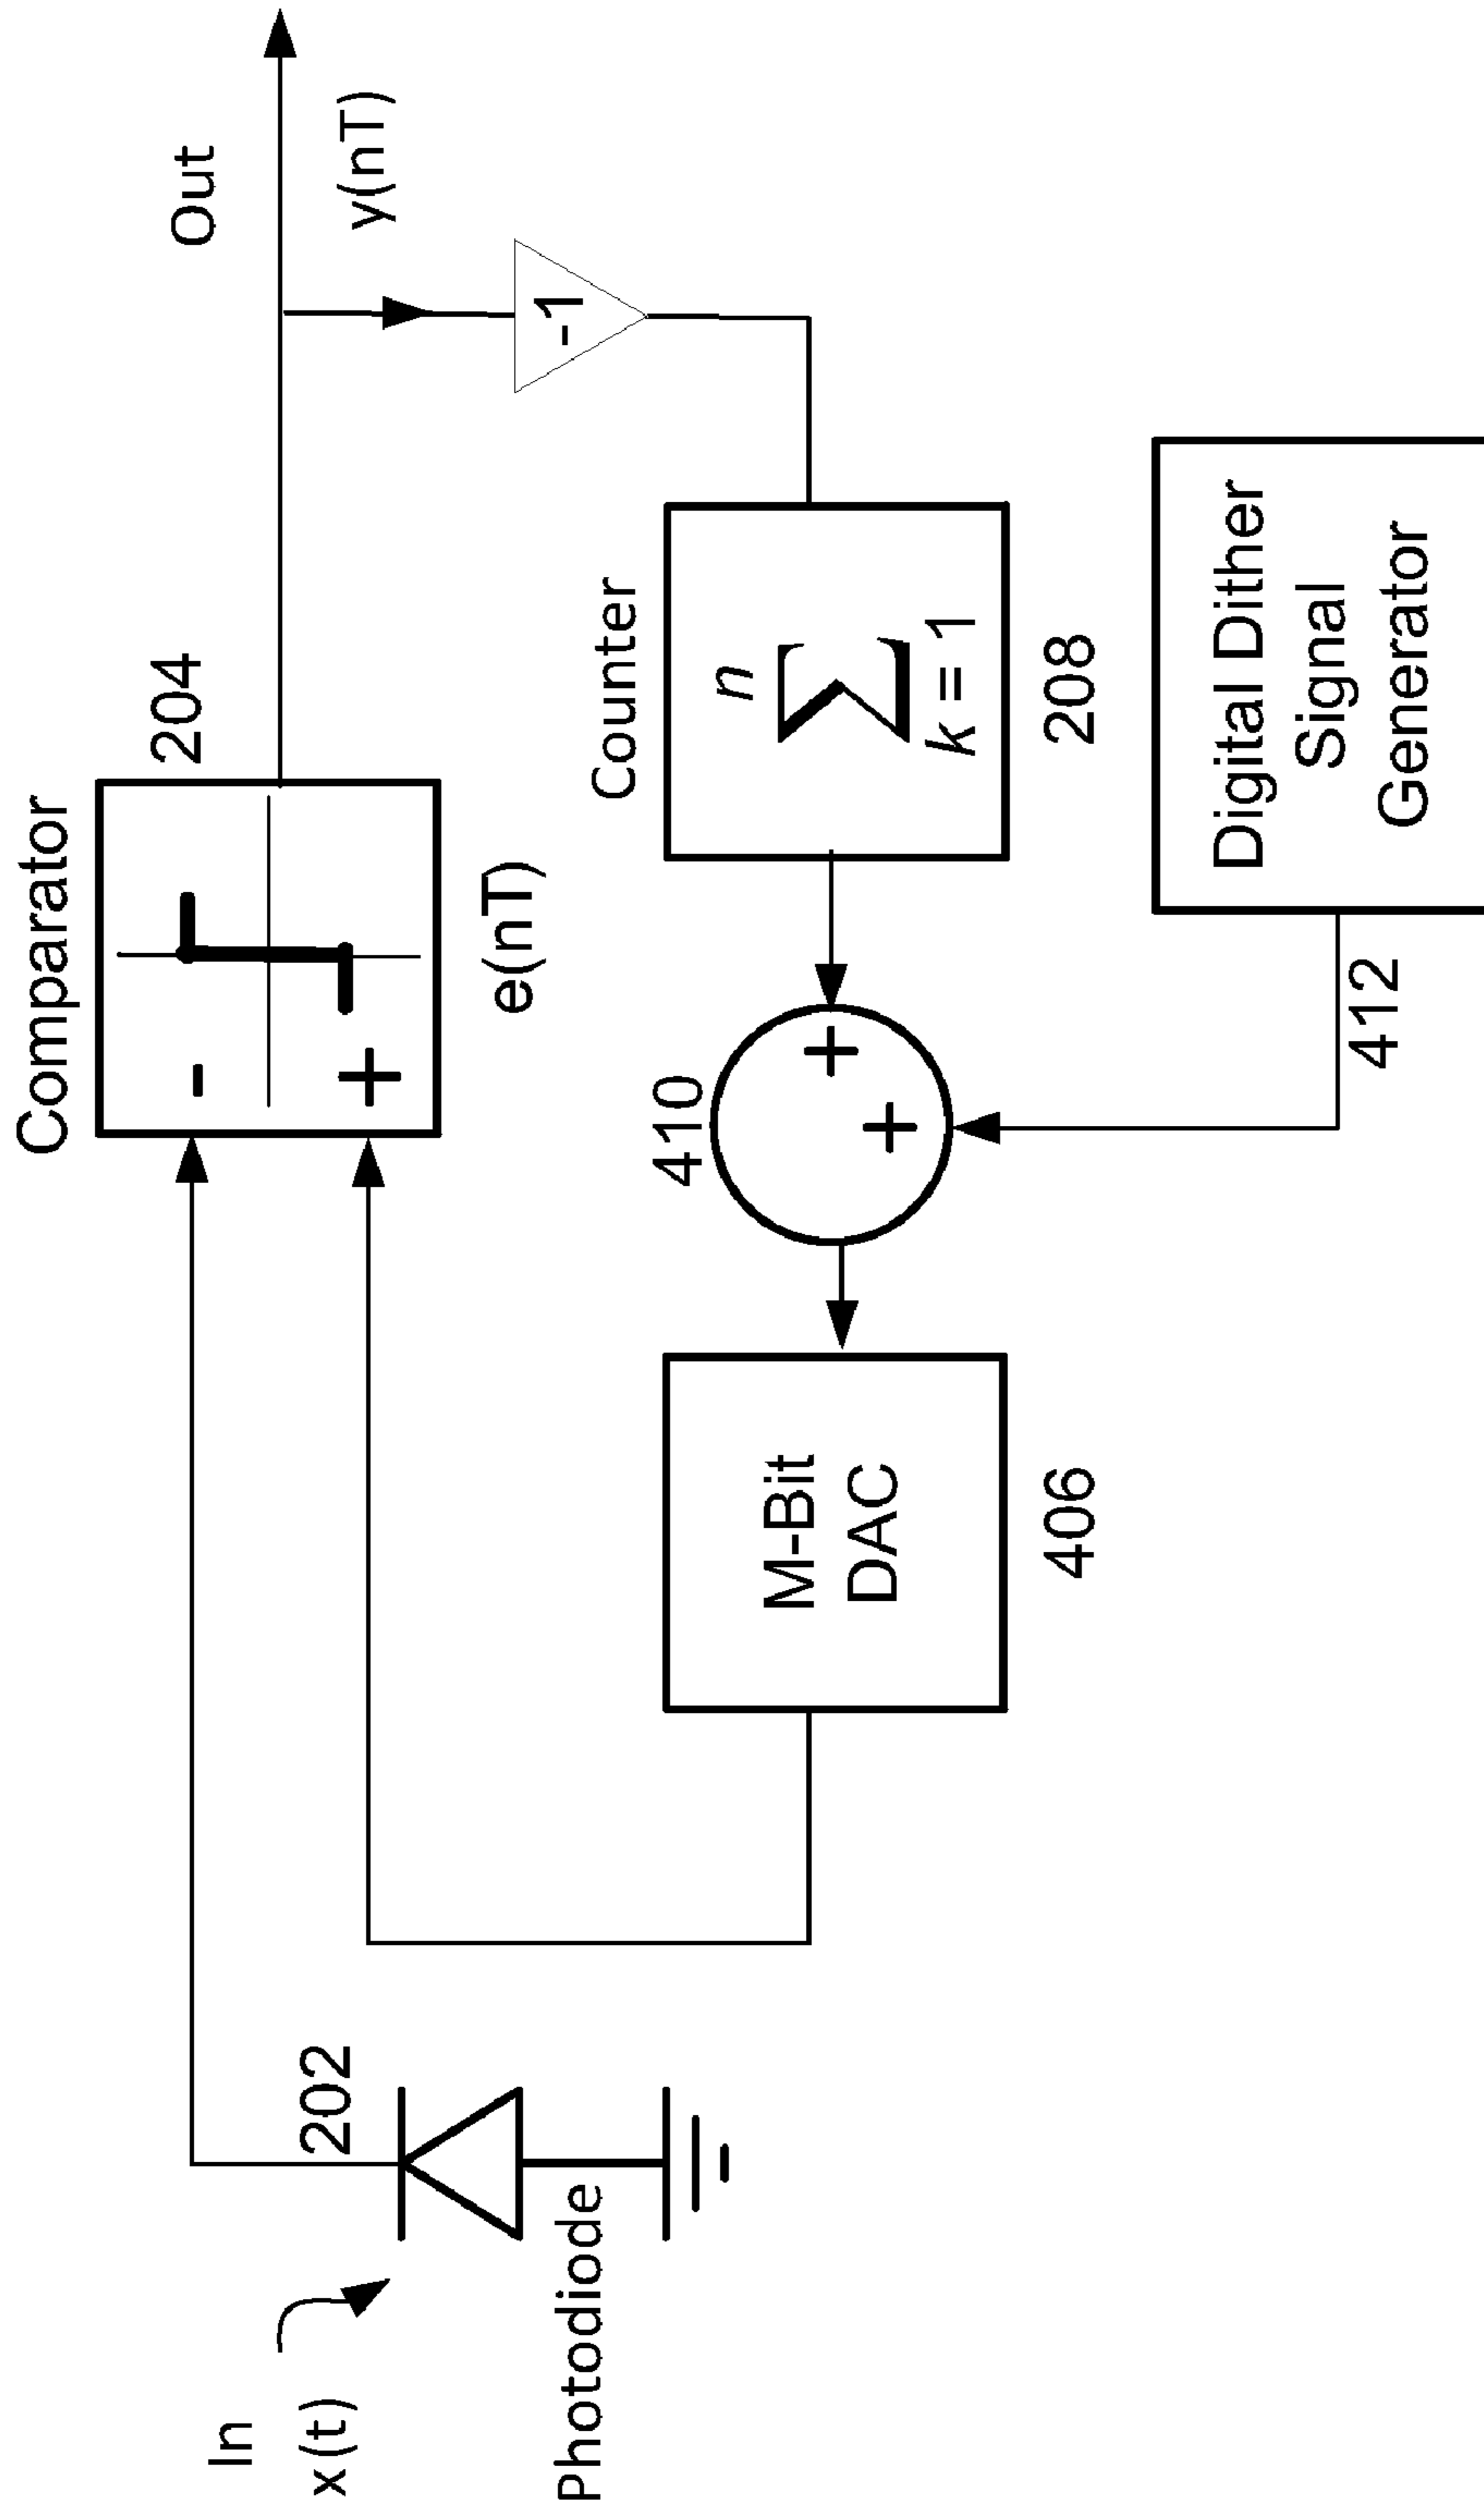 Comparator
204
Out
y(nT)
-
+
e(nT)
-1
In
x(t)
202
Photodiode
M-Bit
DAC
406
410
+
+
Counter
n
∑
k = 1
208
412
Digital Dither
Signal
Generator